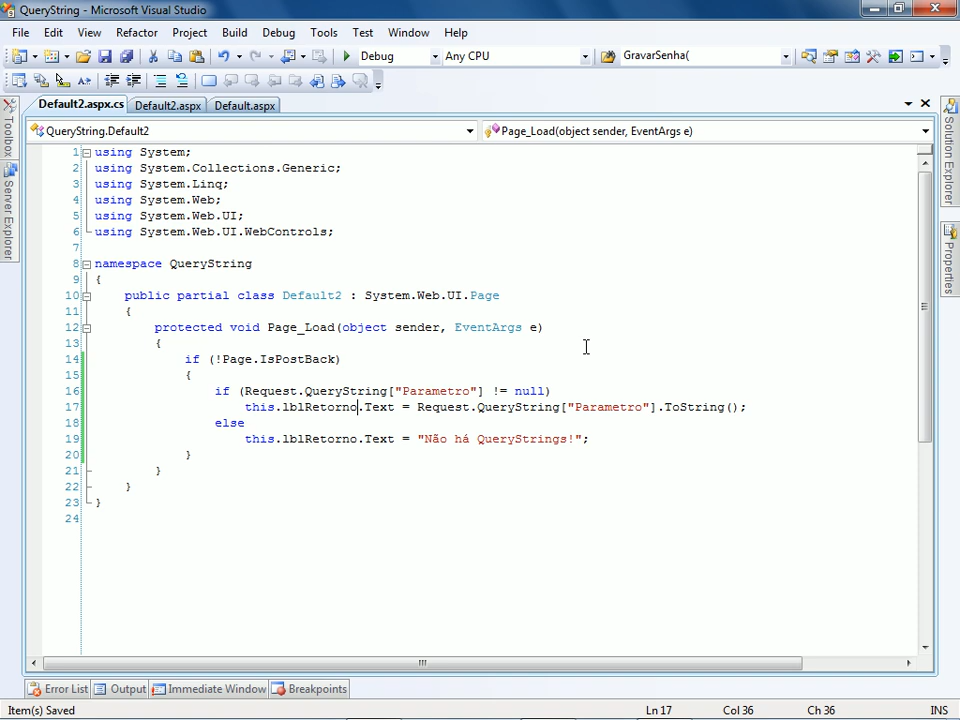 QueryString - Microsoft Visual Studio
File Edit View Refactor Project Build Debug Tools Test Window Help
Debug Any CPU GravarSenha(
Default2.aspx.cs Default2.aspx Default.aspx
QueryString.Default2 Page_Load(object sender, EventArgs e)
Toolbox
Server Explorer
Solution Explorer
Properties
1 using System;
2 using System.Collections.Generic;
3 using System.Linq;
4 using System.Web;
5 using System.Web.UI;
6 using System.Web.UI.WebControls;
7
8 namespace QueryString
9 {
10 public partial class Default2 : System.Web.UI.Page
11 {
12 protected void Page_Load(object sender, EventArgs e)
13 {
14 if (!Page.IsPostBack)
15 {
16 if (Request.QueryString["Parametro"] != null)
17 this.lblRetorno.Text = Request.QueryString["Parametro"].ToString();
18 else
19 this.lblRetorno.Text = "Não há QueryStrings!";
20 }
21 }
22 }
23 }
24
Error List Output Immediate Window Breakpoints
Item(s) Saved Ln 17 Col 36 Ch 36 INS